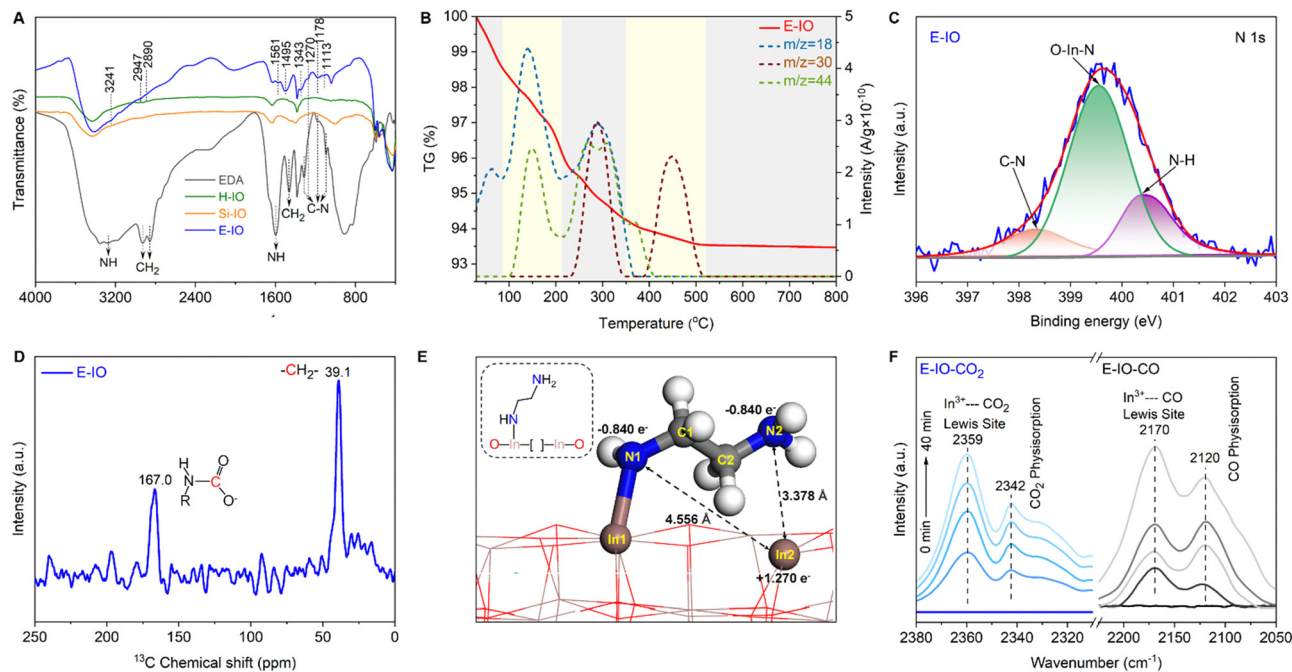 A
3241
2947
2890
1561
1495
1343
1270
1178
1113
EDA
H-IO
Si-IO
E-IO
NH
CH2
NH
CH2
C-N
Transmittance (%)
4000 3200 2400 1600 800
B
E-IO
m/z=18
m/z=30
m/z=44
TG (%)
100
99
98
97
96
95
94
93
5
4
3
2
1
0
Intensity (A/g×10-10)
100 200 300 400 500 600 700 800
Temperature (oC)
C
E-IO
N 1s
O-In-N
C-N
N-H
Intensity (a.u.)
396 397 398 399 400 401 402 403
Binding energy (eV)
D
E-IO
-CH2-
39.1
167.0
H
N
R
C
O
O-
Intensity (a.u.)
250 200 150 100 50 0
13C Chemical shift (ppm)
E
NH2
HN
O-In-[ ]-In-O
-0.840 e-
-0.840 e-
N1
C1
C2
N2
3.378 Å
4.556 Å
In1
In2
+1.270 e-
F
E-IO-CO2
E-IO-CO
In3+--- CO2
Lewis Site
2359
2342
CO2 Physisorption
0 min
40 min
In3+--- CO
Lewis Site
2170
2120
CO Physisorption
Intensity (a.u.)
2380 2360 2340 2320 2200 2150 2100 2050
Wavenumber (cm-1)